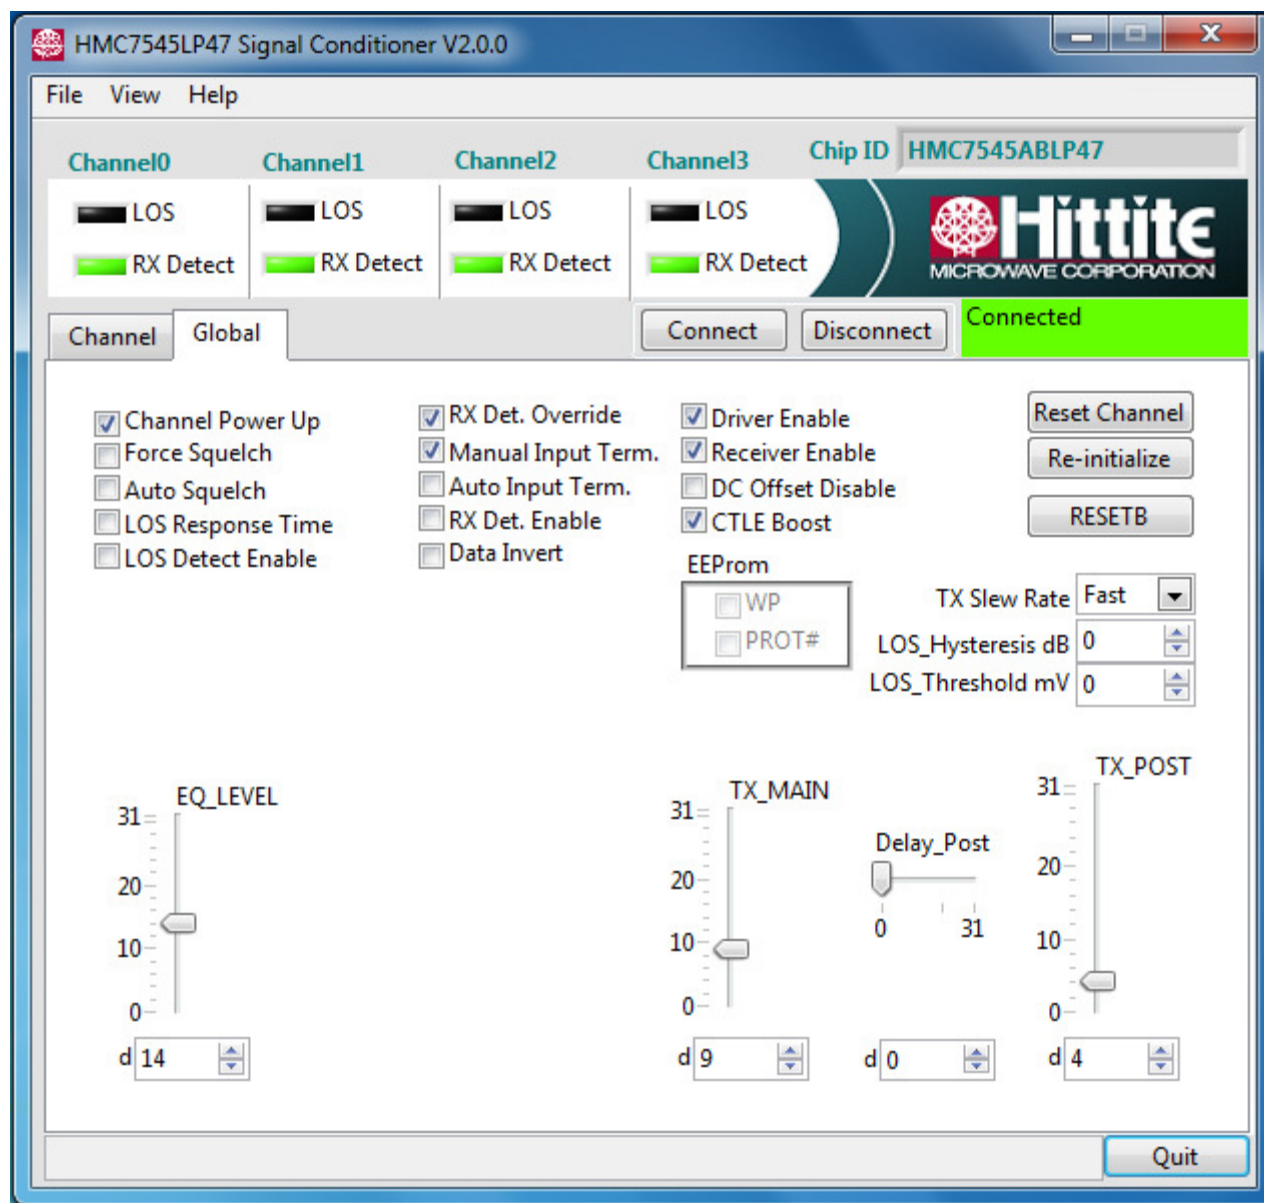 HMC7545LP47 Signal Conditioner V2.0.0
File View Help
Channel0 Channel1 Channel2 Channel3 Chip ID HMC7545ABLP47
LOS LOS LOS LOS
RX Detect RX Detect RX Detect RX Detect
Hittite
MICROWAVE CORPORATION
Channel Global Connect Disconnect Connected
Channel Power Up RX Det. Override Driver Enable Reset Channel
Force Squelch Manual Input Term. Receiver Enable Re-initialize
Auto Squelch Auto Input Term. DC Offset Disable
LOS Response Time RX Det. Enable CTLE Boost RESETB
LOS Detect Enable Data Invert
EEProm
WP TX Slew Rate Fast
PROT# LOS_Hysteresis dB 0
LOS_Threshold mV 0
EQ_LEVEL TX_MAIN TX_POST
31 31 31
Delay_Post
20 20 20
0 31
10 10 10
0 0 0
d 14 d 9 d 0 d 4
Quit